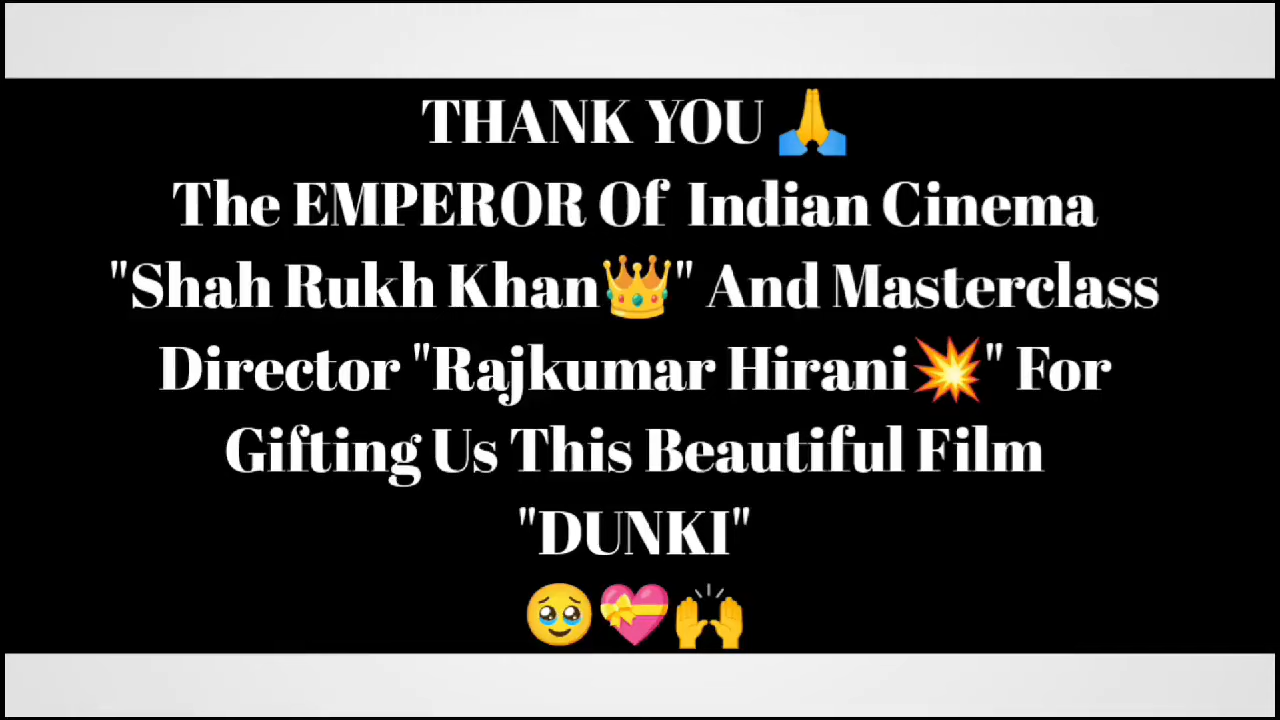 THANK YOU 🙏
The EMPEROR Of Indian Cinema
"Shah Rukh Khan👑" And Masterclass
Director "Rajkumar Hirani💥" For
Gifting Us This Beautiful Film
"DUNKI"
🥹💝🙌